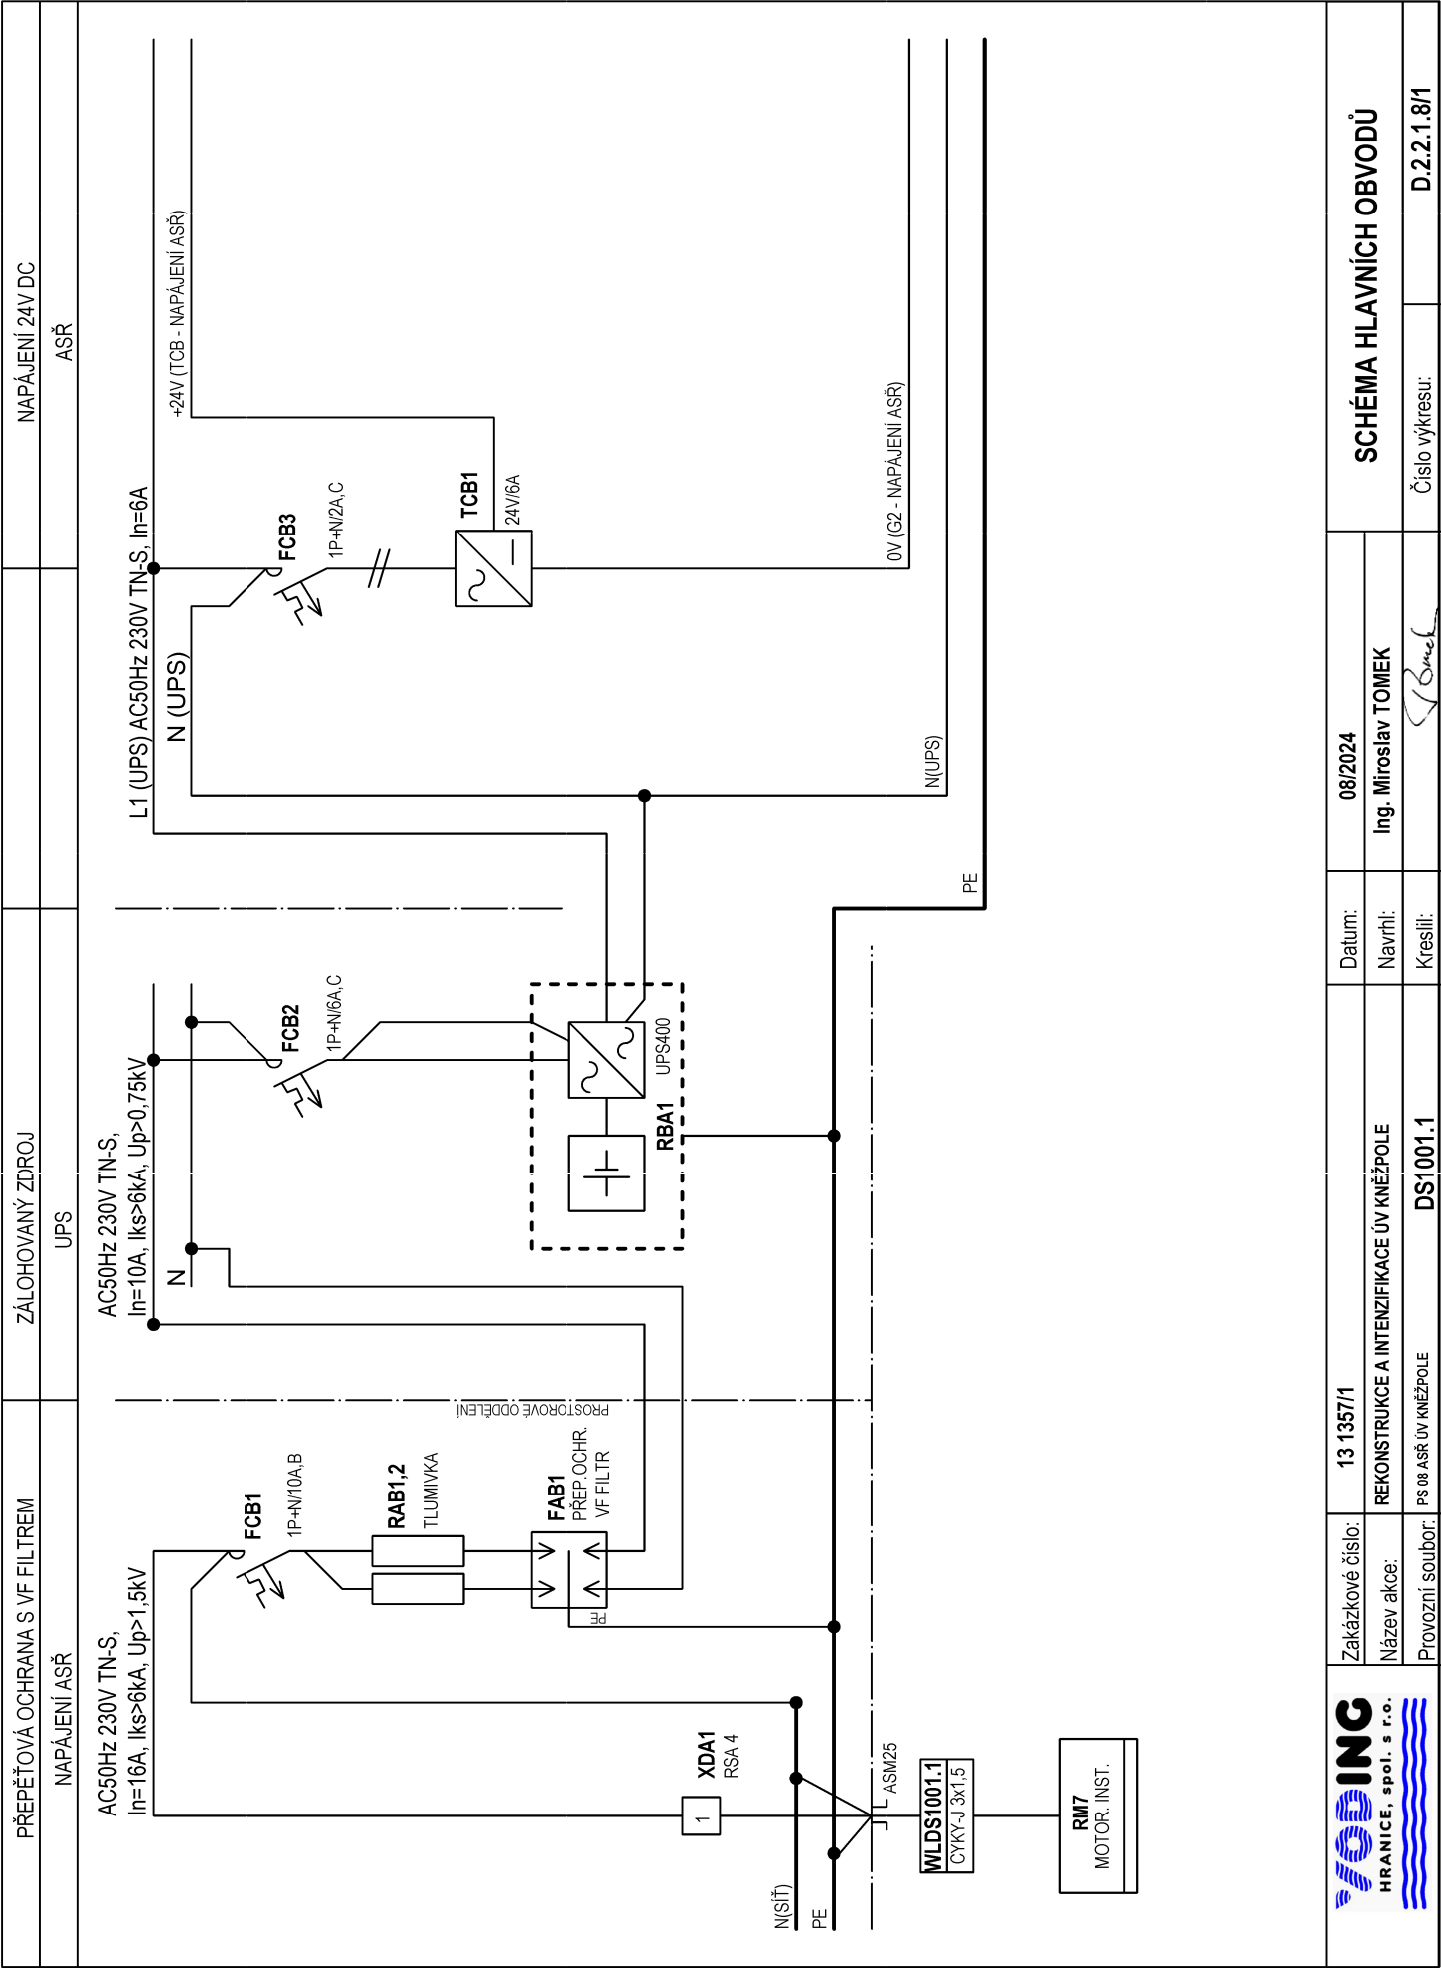 PŘEPĚŤOVÁ OCHRANA S VF FILTREM
NAPÁJENÍ ASŘ
ZÁLOHOVANÝ ZDROJ
UPS
NAPÁJENÍ 24V DC
ASŘ
AC50Hz 230V TN-S,
In=16A, Iks>6kA, Up>1,5kV
FCB1
1P+N/10A,B
RAB1,2
TLUMIVKA
FAB1
PŘEP.OCHR.
VF FILTR
PE
PROSTOROVÉ ODDĚLENÍ
XDA1
RSA 4
1
N(SÍŤ)
PE
ASM25
WLDS1001.1
CYKY-J 3x1,5
RM7
MOTOR. INST.
AC50Hz 230V TN-S,
In=10A, Iks>6kA, Up>0,75kV
N
FCB2
1P+N/6A,C
UPS400
RBA1
PE
L1 (UPS) AC50Hz 230V TN-S, In=6A
N (UPS)
+24V (TCB - NAPÁJENÍ ASŘ)
FCB3
1P+N/2A,C
TCB1
24V/6A
0V (G2 - NAPÁJENÍ ASŘ)
N(UPS)
VODING
HRANICE, spol. s r.o.
Zakázkové číslo:
13 1357/1
Název akce:
REKONSTRUKCE A INTENZIFIKACE ÚV KNĚŽPOLE
Provozní soubor:
PS 08 ASŘ ÚV KNĚŽPOLE
DS1001.1
Datum:
08/2024
Navrhl:
Ing. Miroslav TOMEK
Kreslil:
Tomek
SCHÉMA HLAVNÍCH OBVODŮ
Číslo výkresu:
D.2.2.1.8/1